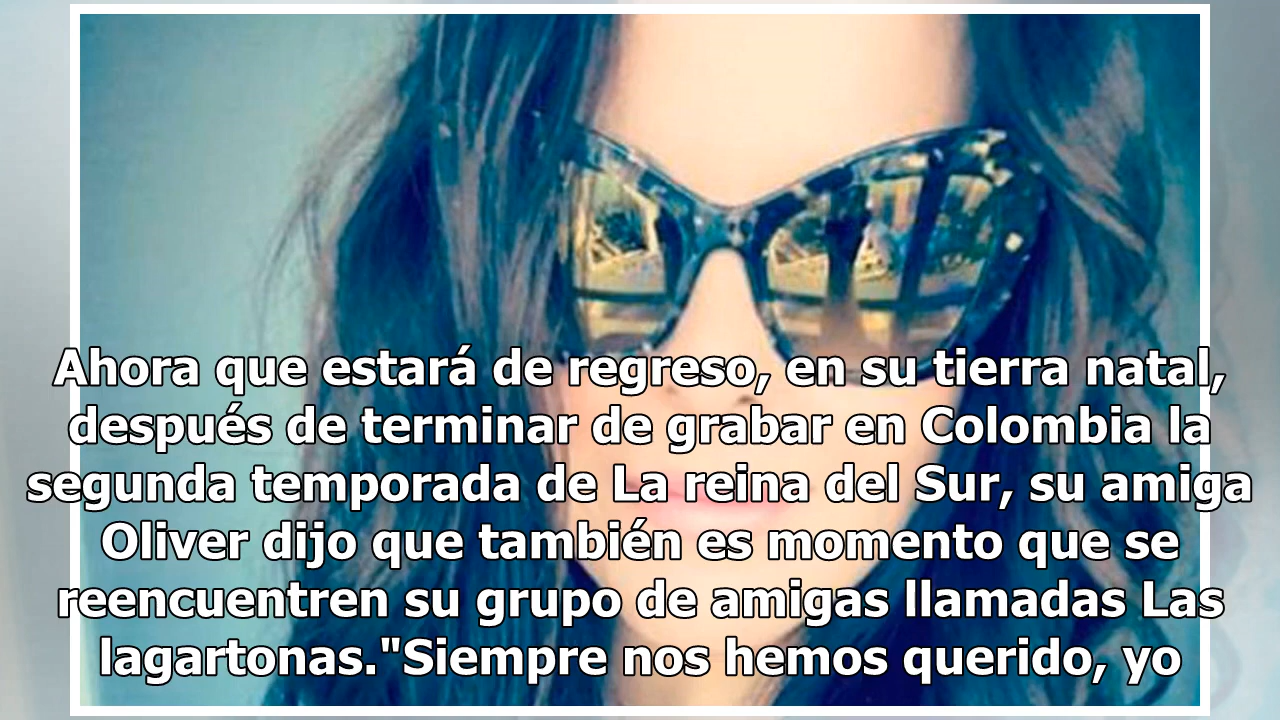 Ahora que estará de regreso, en su tierra natal,
después de terminar de grabar en Colombia la
segunda temporada de La reina del Sur, su amiga
Oliver dijo que también es momento que se
reencuentren su grupo de amigas llamadas Las
lagartonas."Siempre nos hemos querido, yo